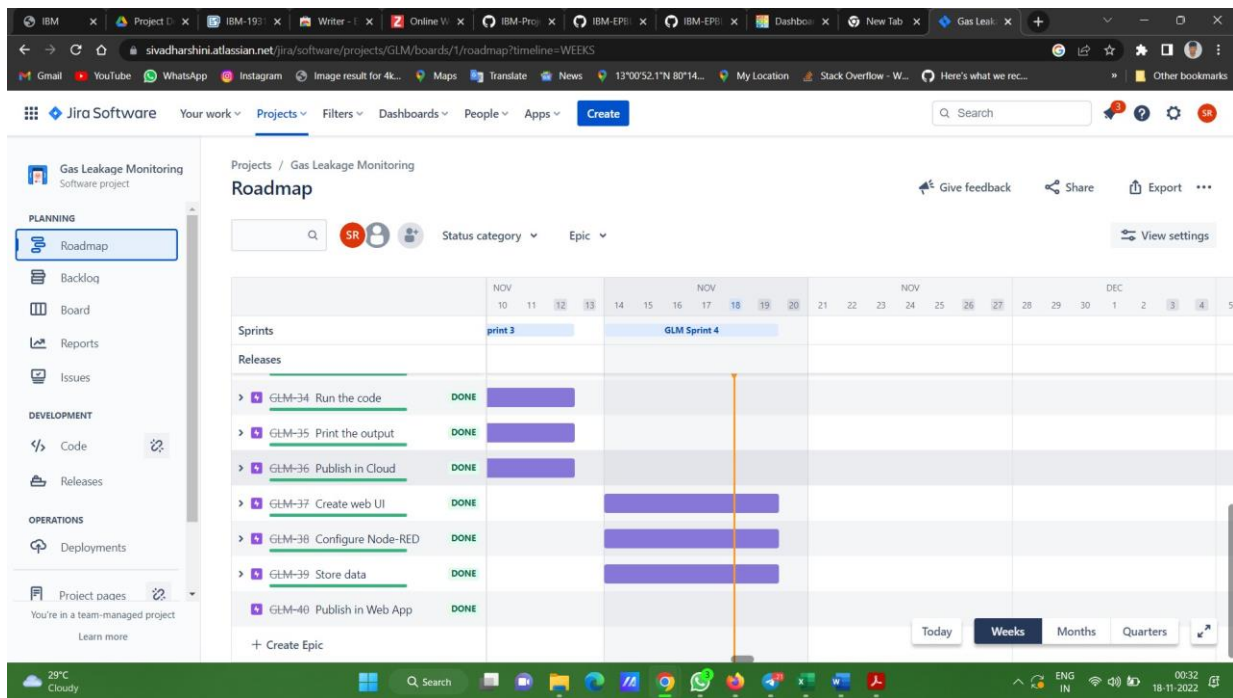 IBM
Project D
IBM-1931
Writer - E
Online W
IBM-Proj
IBM-EPBL
IBM-EPBL
Dashboar
New Tab
Gas Leak
sivadharshini.atlassian.net/jira/software/projects/GLM/boards/1/roadmap?timeline=WEEKS
Gmail YouTube WhatsApp Instagram Image result for 4k... Maps Translate News 13°00'52.1"N 80°14... My Location Stack Overflow - W... Here's what we rec... » Other bookmarks
Jira Software Your work Projects Filters Dashboards People Apps Create Search 3 SR
Gas Leakage Monitoring
Software project
PLANNING
Roadmap
Backlog
Board
Reports
Issues
DEVELOPMENT
Code
Releases
OPERATIONS
Deployments
Project pages
You're in a team-managed project
Learn more
Projects / Gas Leakage Monitoring
Roadmap
Give feedback Share Export
SR Status category Epic View settings
NOV NOV NOV DEC
10 11 12 13 14 15 16 17 18 19 20 21 22 23 24 25 26 27 28 29 30 1 2 3 4 5
Sprints print 3 GLM Sprint 4
Releases
GLM-34 Run the code DONE
GLM-35 Print the output DONE
GLM-36 Publish in Cloud DONE
GLM-37 Create web UI DONE
GLM-38 Configure Node-RED DONE
GLM-39 Store data DONE
GLM-40 Publish in Web App DONE
+ Create Epic
Today Weeks Months Quarters
29°C
Cloudy
Search
ENG
IN
00:32
18-11-2022